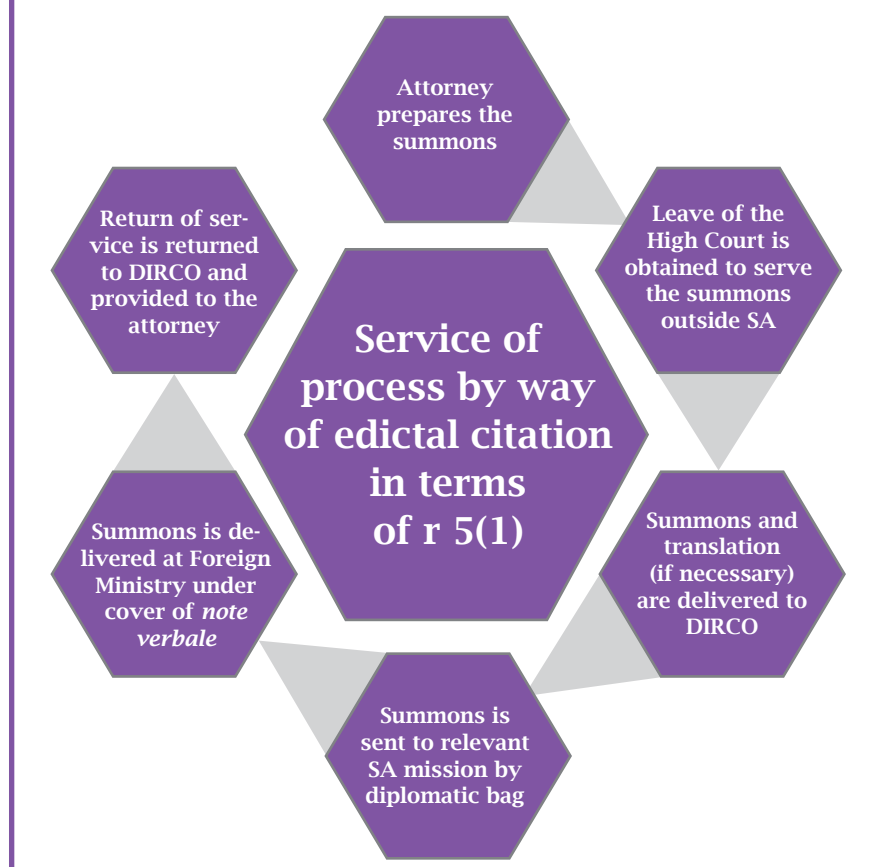 Attorney
prepares the
summons
Leave of the
High Court is
obtained to serve
the summons
outside SA
Summons and
translation
(if necessary)
are delivered to
DIRCO
Summons is
sent to relevant
SA mission by
diplomatic bag
Summons is de-
livered at Foreign
Ministry under
cover of note
verbale
Return of ser-
vice is returned
to DIRCO and
provided to the
attorney
Service of
process by way
of edictal citation
in terms
of r 5(1)